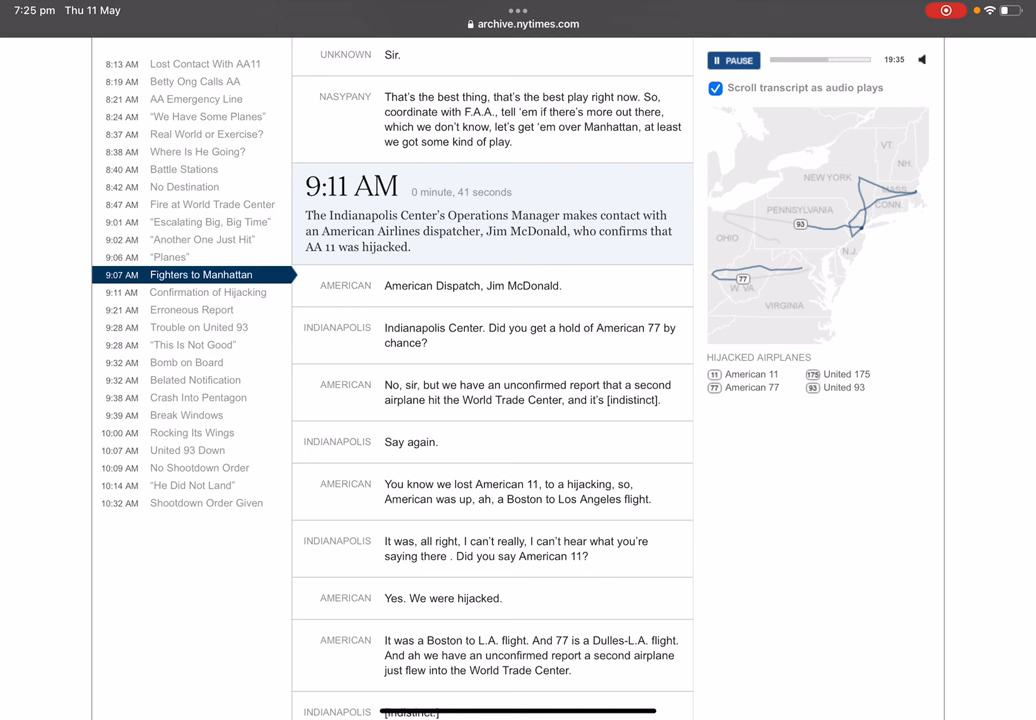 7:25 pm Thu 11 May
archive.nytimes.com
8:13 AM Lost Contact With AA11
8:19 AM Betty Ong Calls AA
8:21 AM AA Emergency Line
8:24 AM “We Have Some Planes”
8:37 AM Real World or Exercise?
8:38 AM Where Is He Going?
8:40 AM Battle Stations
8:42 AM No Destination
8:47 AM Fire at World Trade Center
9:01 AM “Escalating Big, Big Time”
9:02 AM “Another One Just Hit”
9:06 AM “Planes”
9:07 AM Fighters to Manhattan
9:11 AM Confirmation of Hijacking
9:21 AM Erroneous Report
9:28 AM Trouble on United 93
9:28 AM “This Is Not Good”
9:32 AM Bomb on Board
9:32 AM Belated Notification
9:38 AM Crash Into Pentagon
9:39 AM Break Windows
10:00 AM Rocking Its Wings
10:07 AM United 93 Down
10:09 AM No Shootdown Order
10:14 AM “He Did Not Land”
10:32 AM Shootdown Order Given
UNKNOWN Sir.
NASYPANY That’s the best thing, that’s the best play right now. So,
coordinate with F.A.A., tell ‘em if there’s more out there,
which we don’t know, let’s get ‘em over Manhattan, at least
we got some kind of play.
9:11 AM 0 minute, 41 seconds
The Indianapolis Center’s Operations Manager makes contact with
an American Airlines dispatcher, Jim McDonald, who confirms that
AA 11 was hijacked.
AMERICAN American Dispatch, Jim McDonald.
INDIANAPOLIS Indianapolis Center. Did you get a hold of American 77 by
chance?
AMERICAN No, sir, but we have an unconfirmed report that a second
airplane hit the World Trade Center, and it’s [indistinct].
INDIANAPOLIS Say again.
AMERICAN You know we lost American 11, to a hijacking, so,
American was up, ah, a Boston to Los Angeles flight.
INDIANAPOLIS It was, all right, I can’t really, I can’t hear what you’re
saying there . Did you say American 11?
AMERICAN Yes. We were hijacked.
AMERICAN It was a Boston to L.A. flight. And 77 is a Dulles-L.A. flight.
And ah we have an unconfirmed report a second airplane
just flew into the World Trade Center.
INDIANAPOLIS [indistinct.]
PAUSE 19:35
Scroll transcript as audio plays
VT.
NH.
NEW YORK
MASS.
CONN.
PENNSYLVANIA
93
OHIO
N.J.
77
W.VA.
VIRGINIA
HIJACKED AIRPLANES
11 American 11 175 United 175
77 American 77 93 United 93